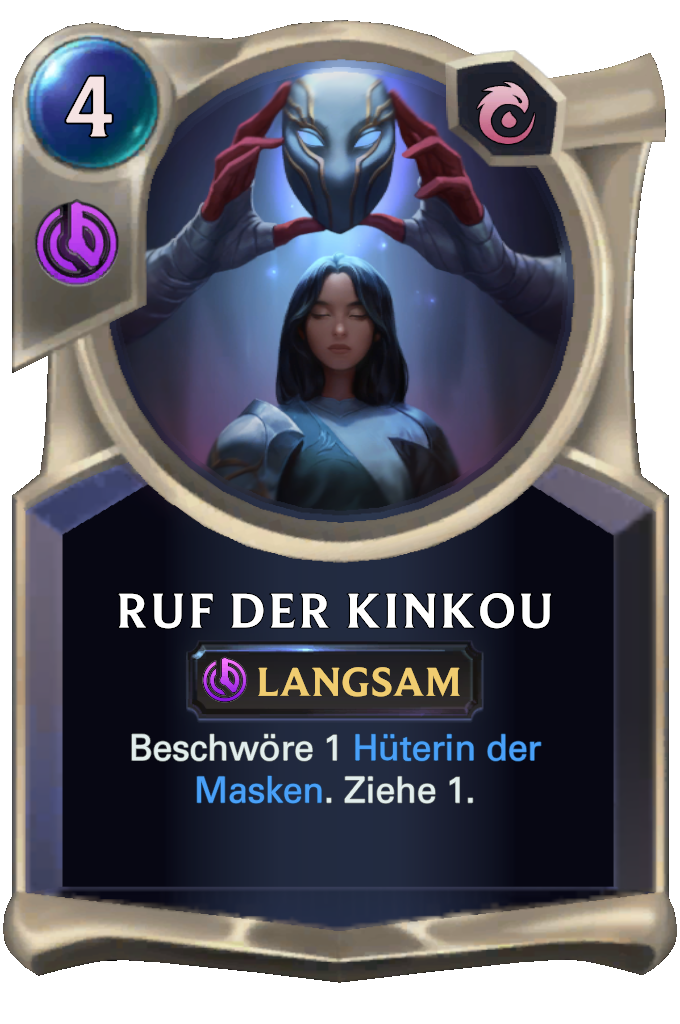 4
RUF DER KINKOU
LANGSAM
Beschwöre 1 Hüterin der
Masken. Ziehe 1.